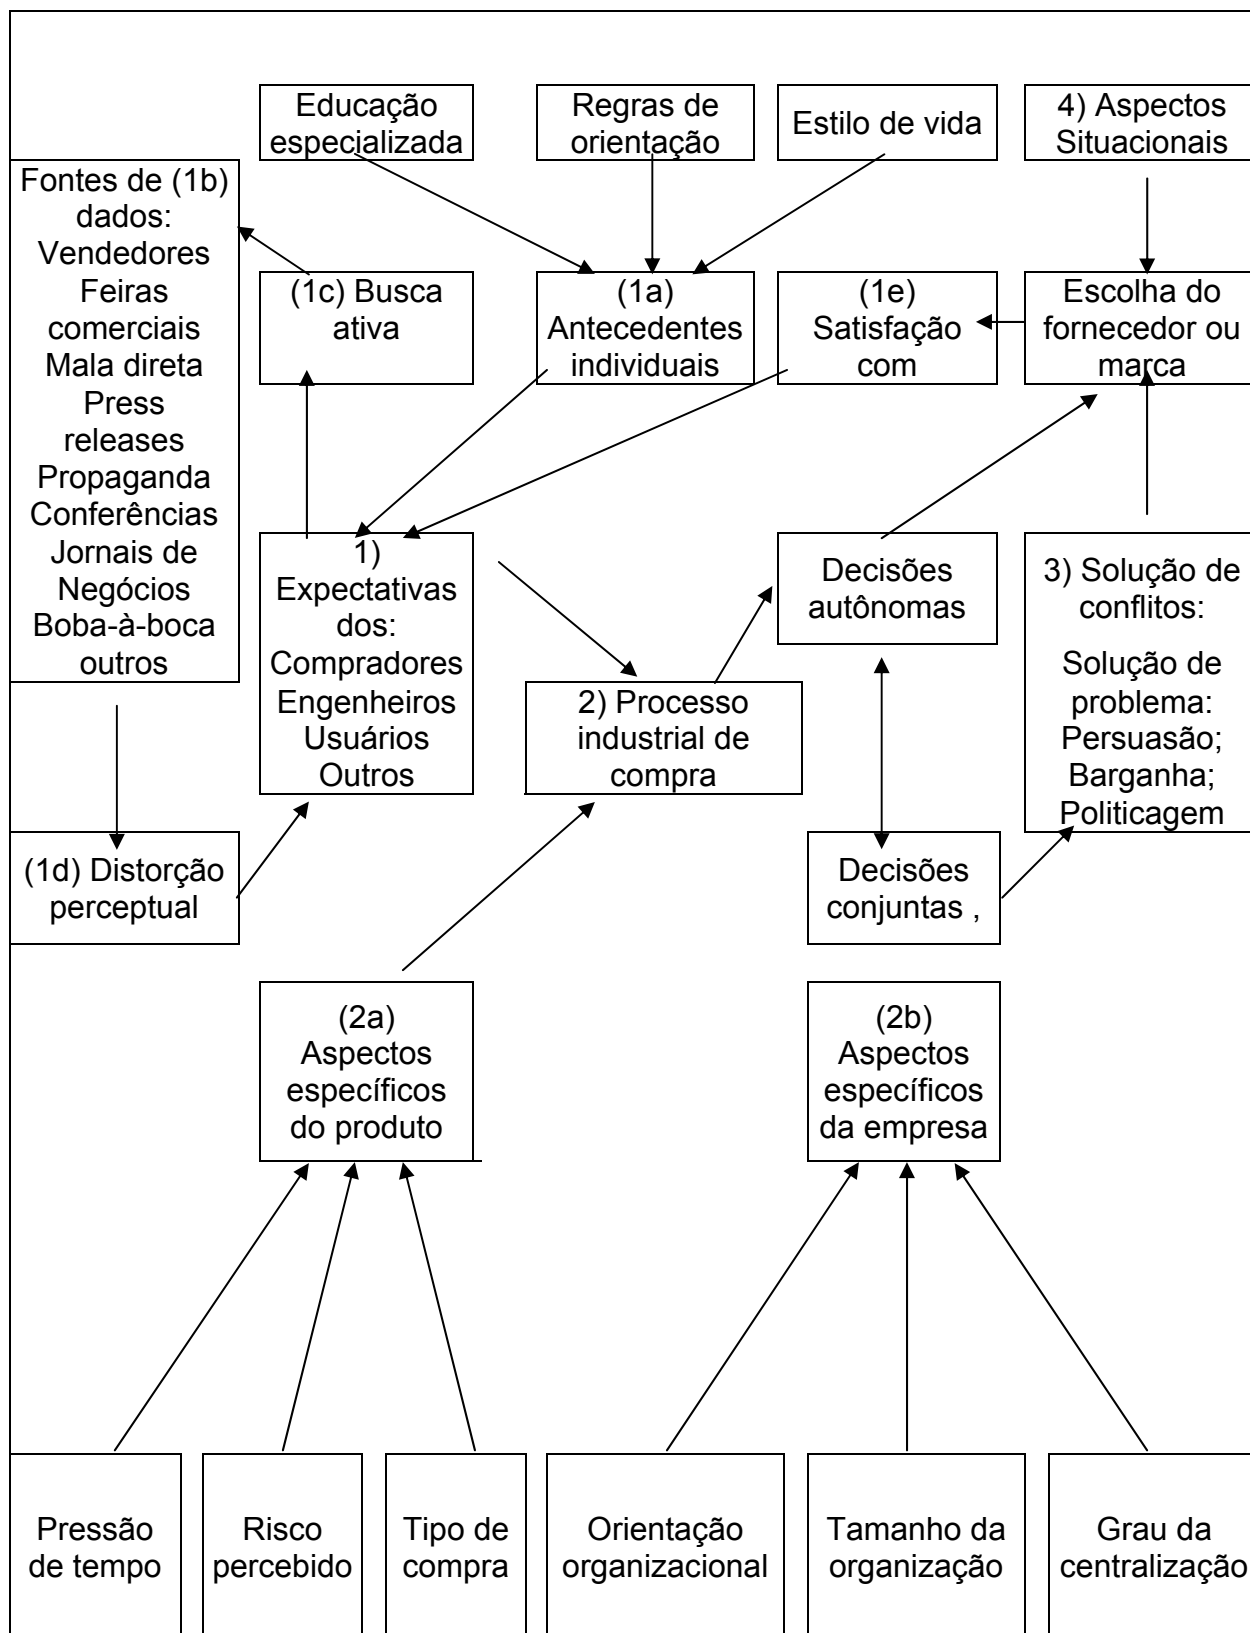 Educação
especializada
Regras de
orientação
Estilo de vida
4) Aspectos
Situacionais
Fontes de (1b)
dados:
Vendedores
Feiras
comerciais
Mala direta
Press
releases
Propaganda
Conferências
Jornais de
Negócios
Boba-à-boca
outros
(1c) Busca
ativa
(1a)
Antecedentes
individuais
(1e)
Satisfação
com
Escolha do
fornecedor ou
marca
1)
Expectativas
dos:
Compradores
Engenheiros
Usuários
Outros
2) Processo
industrial de
compra
Decisões
autônomas
3) Solução de
conflitos:
Solução de
problema:
Persuasão;
Barganha;
Politicagem
(1d) Distorção
perceptual
Decisões
conjuntas ,
(2a)
Aspectos
específicos
do produto
(2b)
Aspectos
específicos
da empresa
Pressão
de tempo
Risco
percebido
Tipo de
compra
Orientação
organizacional
Tamanho da
organização
Grau da
centralização